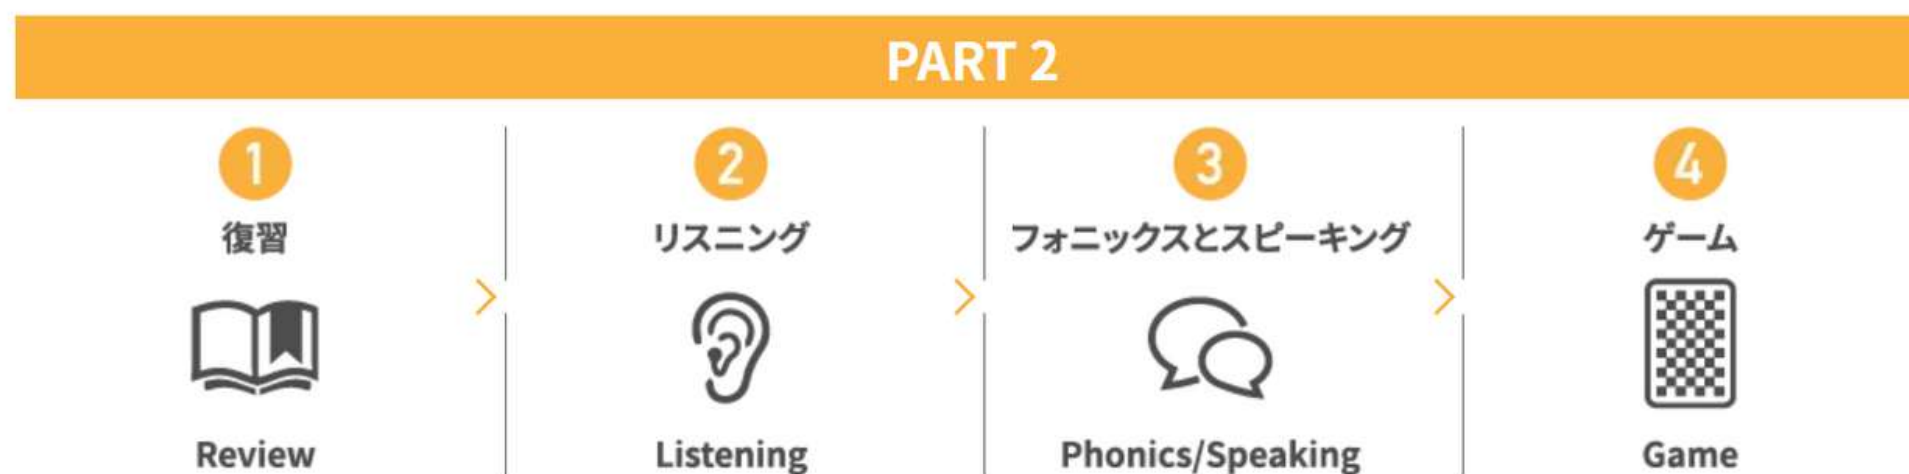 PART 2
1
復習
Review
2
リスニング
Listening
3
フォニックスとスピーキング
Phonics/Speaking
4
ゲーム
Game